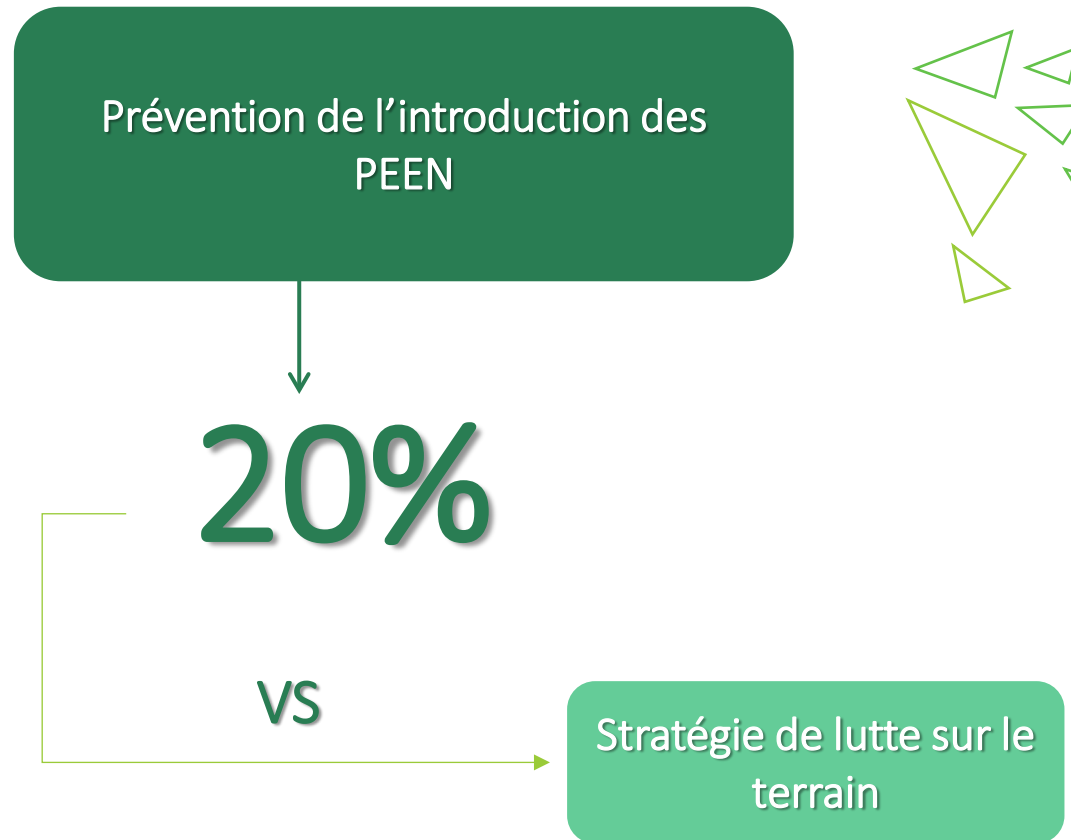 Prévention de l’introduction des
PEEN
20%
VS
Stratégie de lutte sur le
terrain